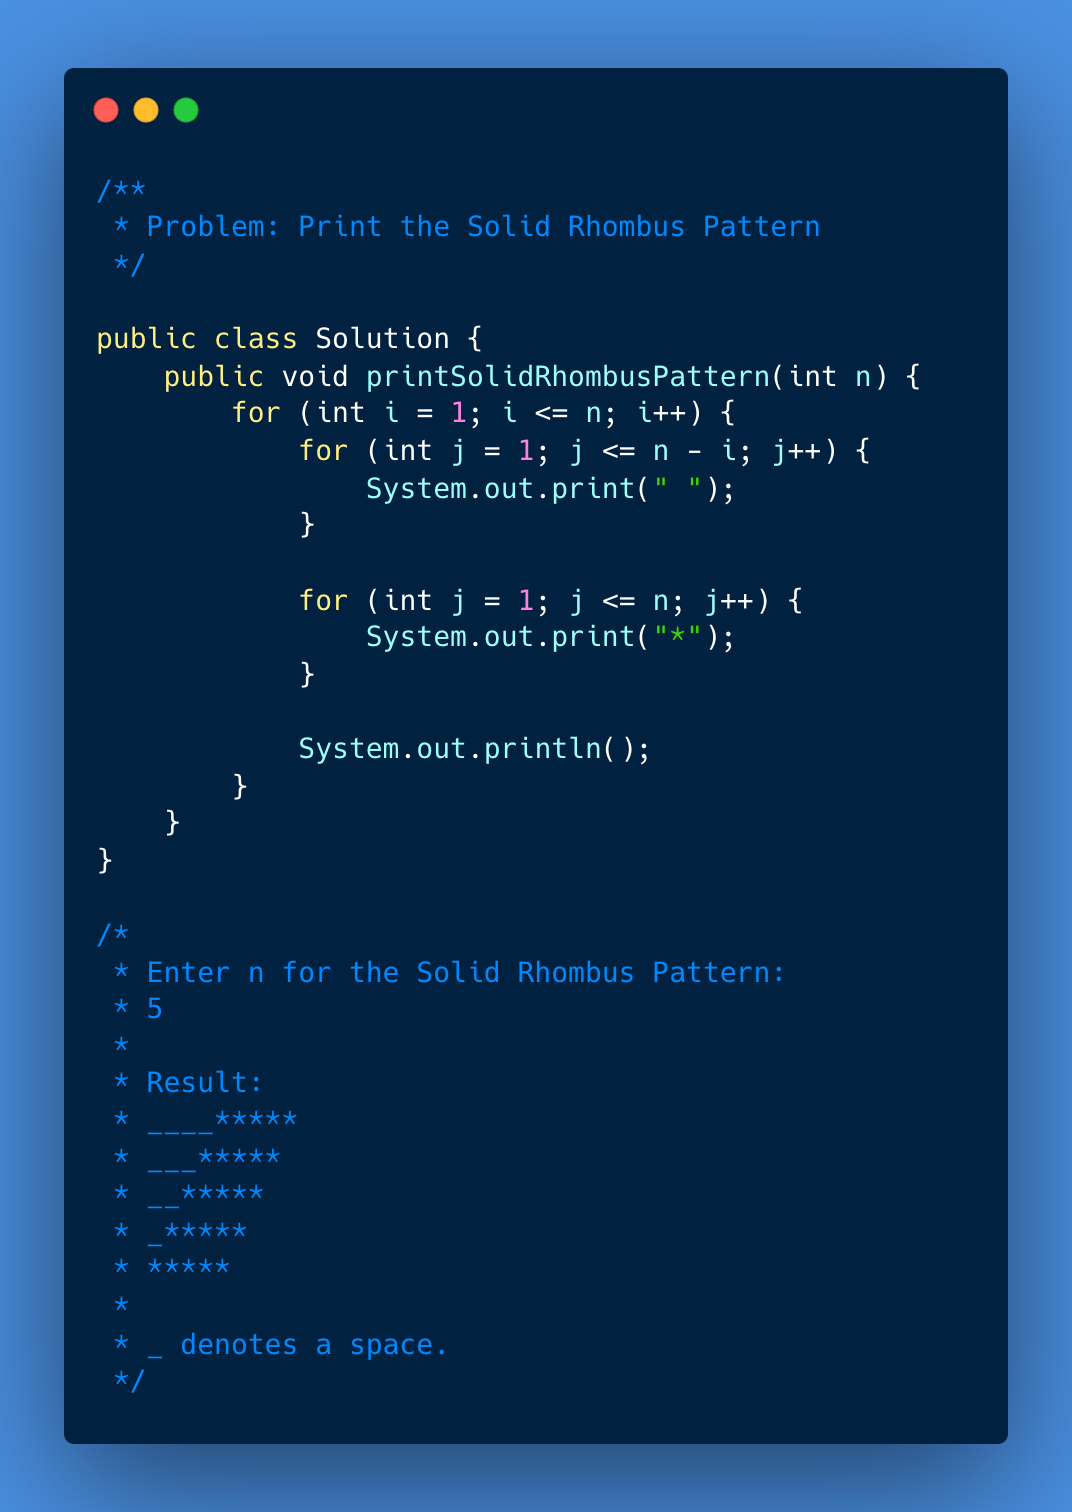 /**
 * Problem: Print the Solid Rhombus Pattern
 */

public class Solution {
    public void printSolidRhombusPattern(int n) {
        for (int i = 1; i <= n; i++) {
            for (int j = 1; j <= n - i; j++) {
                System.out.print(" ");
            }

            for (int j = 1; j <= n; j++) {
                System.out.print("*");
            }

            System.out.println();
        }
    }
}

/*
 * Enter n for the Solid Rhombus Pattern:
 * 5
 *
 * Result:
 * ____*****
 * ___*****
 * __*****
 * _*****
 * *****
 *
 * _ denotes a space.
 */